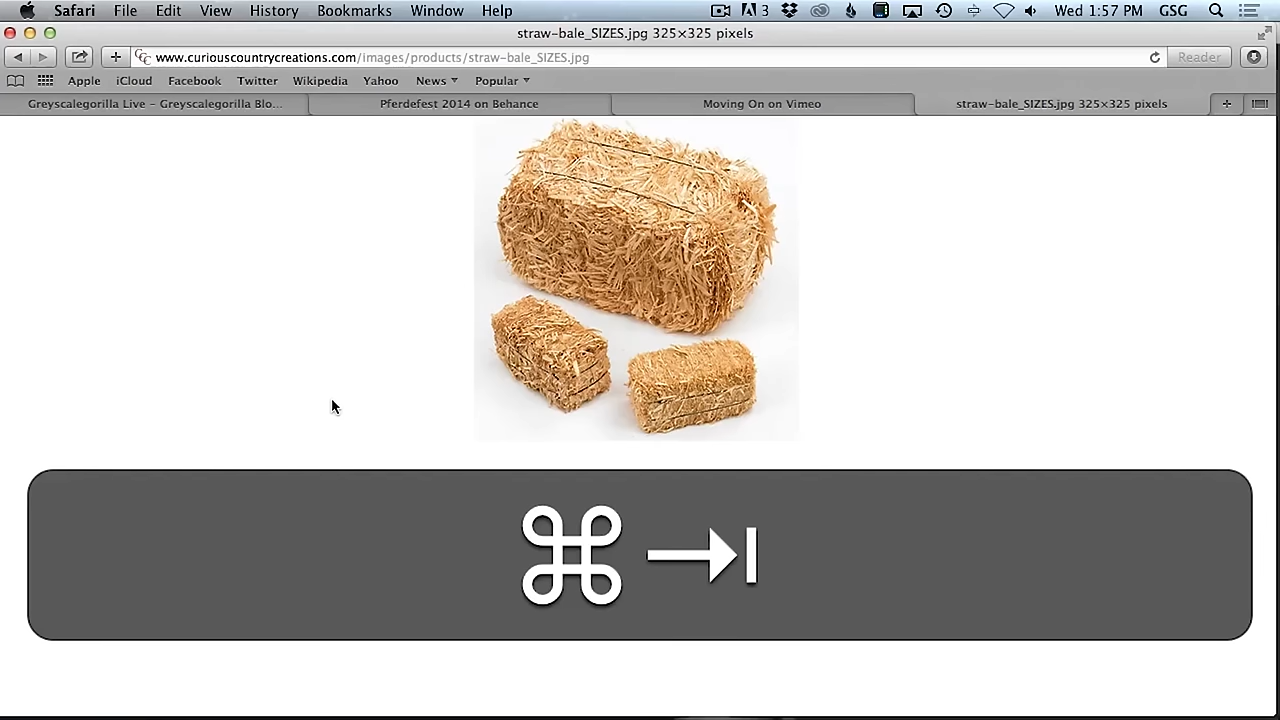 Safari File Edit View History Bookmarks Window Help 3 Wed 1:57 PM GSG
straw-bale_SIZES.jpg 325×325 pixels
www.curiouscountrycreations.com/images/products/straw-bale_SIZES.jpg Reader
Apple iCloud Facebook Twitter Wikipedia Yahoo News Popular
Greyscalegorilla Live – Greyscalegorilla Blo... Pferdefest 2014 on Behance Moving On on Vimeo straw-bale_SIZES.jpg 325×325 pixels